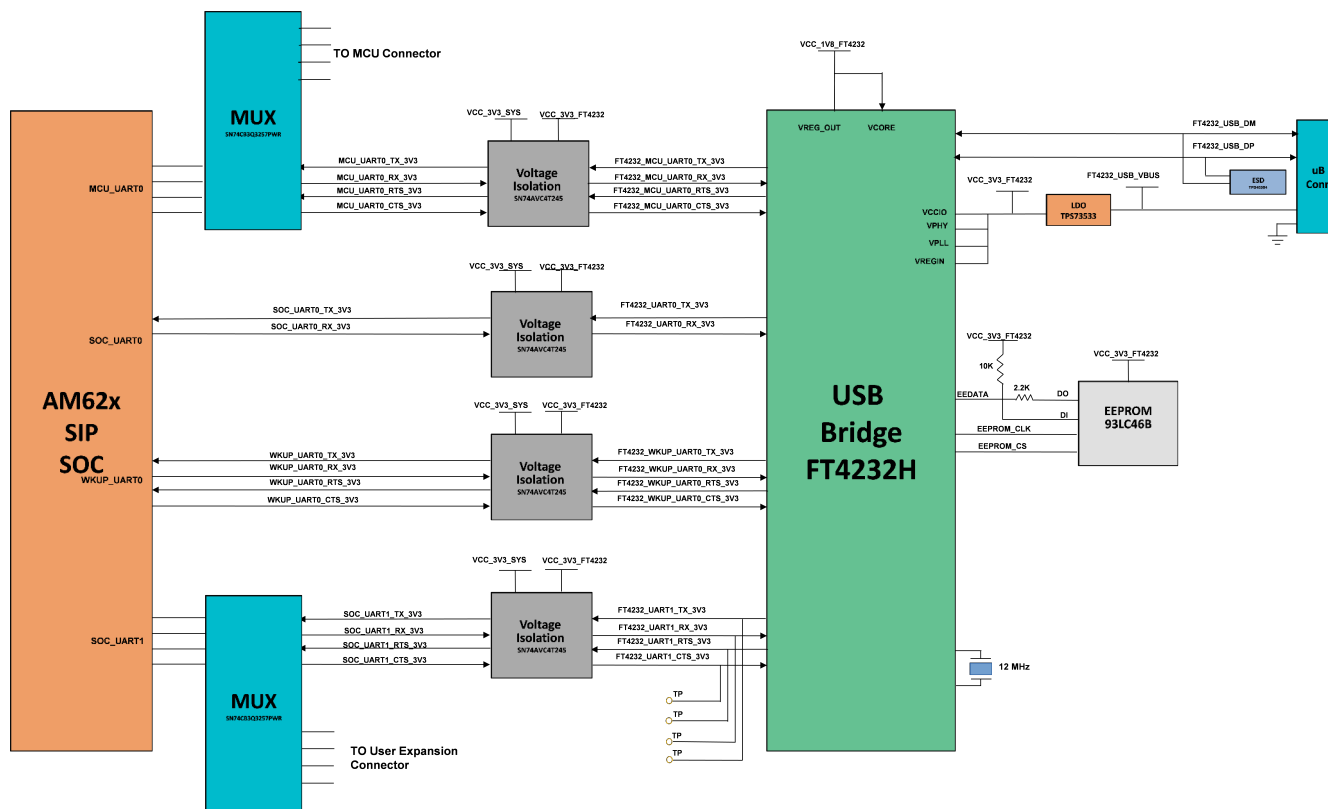 VCC_1V8_FT4232
TO MCU Connector
MUX
SN74CB3Q3257PWR
VCC_3V3_SYS
VCC_3V3_FT4232
VREG_OUT
VCORE
FT4232_USB_DM
FT4232_USB_DP
MCU_UART0
MCU_UART0_TX_3V3
MCU_UART0_RX_3V3
MCU_UART0_RTS_3V3
MCU_UART0_CTS_3V3
Voltage
Isolation
SN74AVC4T245
FT4232_MCU_UART0_TX_3V3
FT4232_MCU_UART0_RX_3V3
FT4232_MCU_UART0_RTS_3V3
FT4232_MCU_UART0_CTS_3V3
VCC_3V3_FT4232
FT4232_USB_VBUS
ESD
uB
Conn
VCCIO
VPHY
VPLL
VREGIN
LDO
TPS73533
VCC_3V3_SYS
VCC_3V3_FT4232
SOC_UART0
SOC_UART0_TX_3V3
SOC_UART0_RX_3V3
Voltage
Isolation
SN74AVC4T245
FT4232_UART0_TX_3V3
FT4232_UART0_RX_3V3
VCC_3V3_FT4232
10K
2.2K
VCC_3V3_FT4232
EEDATA
DO
DI
EEPROM_CLK
EEPROM_CS
EEPROM
93LC46B
AM62x
SIP
SOC
USB
Bridge
FT4232H
VCC_3V3_SYS
VCC_3V3_FT4232
WKUP_UART0
WKUP_UART0_TX_3V3
WKUP_UART0_RX_3V3
WKUP_UART0_RTS_3V3
WKUP_UART0_CTS_3V3
Voltage
Isolation
SN74AVC4T245
FT4232_WKUP_UART0_TX_3V3
FT4232_WKUP_UART0_RX_3V3
FT4232_WKUP_UART0_RTS_3V3
FT4232_WKUP_UART0_CTS_3V3
VCC_3V3_SYS
VCC_3V3_FT4232
SOC_UART1
SOC_UART1_TX_3V3
SOC_UART1_RX_3V3
SOC_UART1_RTS_3V3
SOC_UART1_CTS_3V3
Voltage
Isolation
SN74AVC4T245
FT4232_UART1_TX_3V3
FT4232_UART1_RX_3V3
FT4232_UART1_RTS_3V3
FT4232_UART1_CTS_3V3
12 MHz
MUX
SN74CB3Q3257PWR
TP
TP
TP
TP
TO User Expansion
Connector